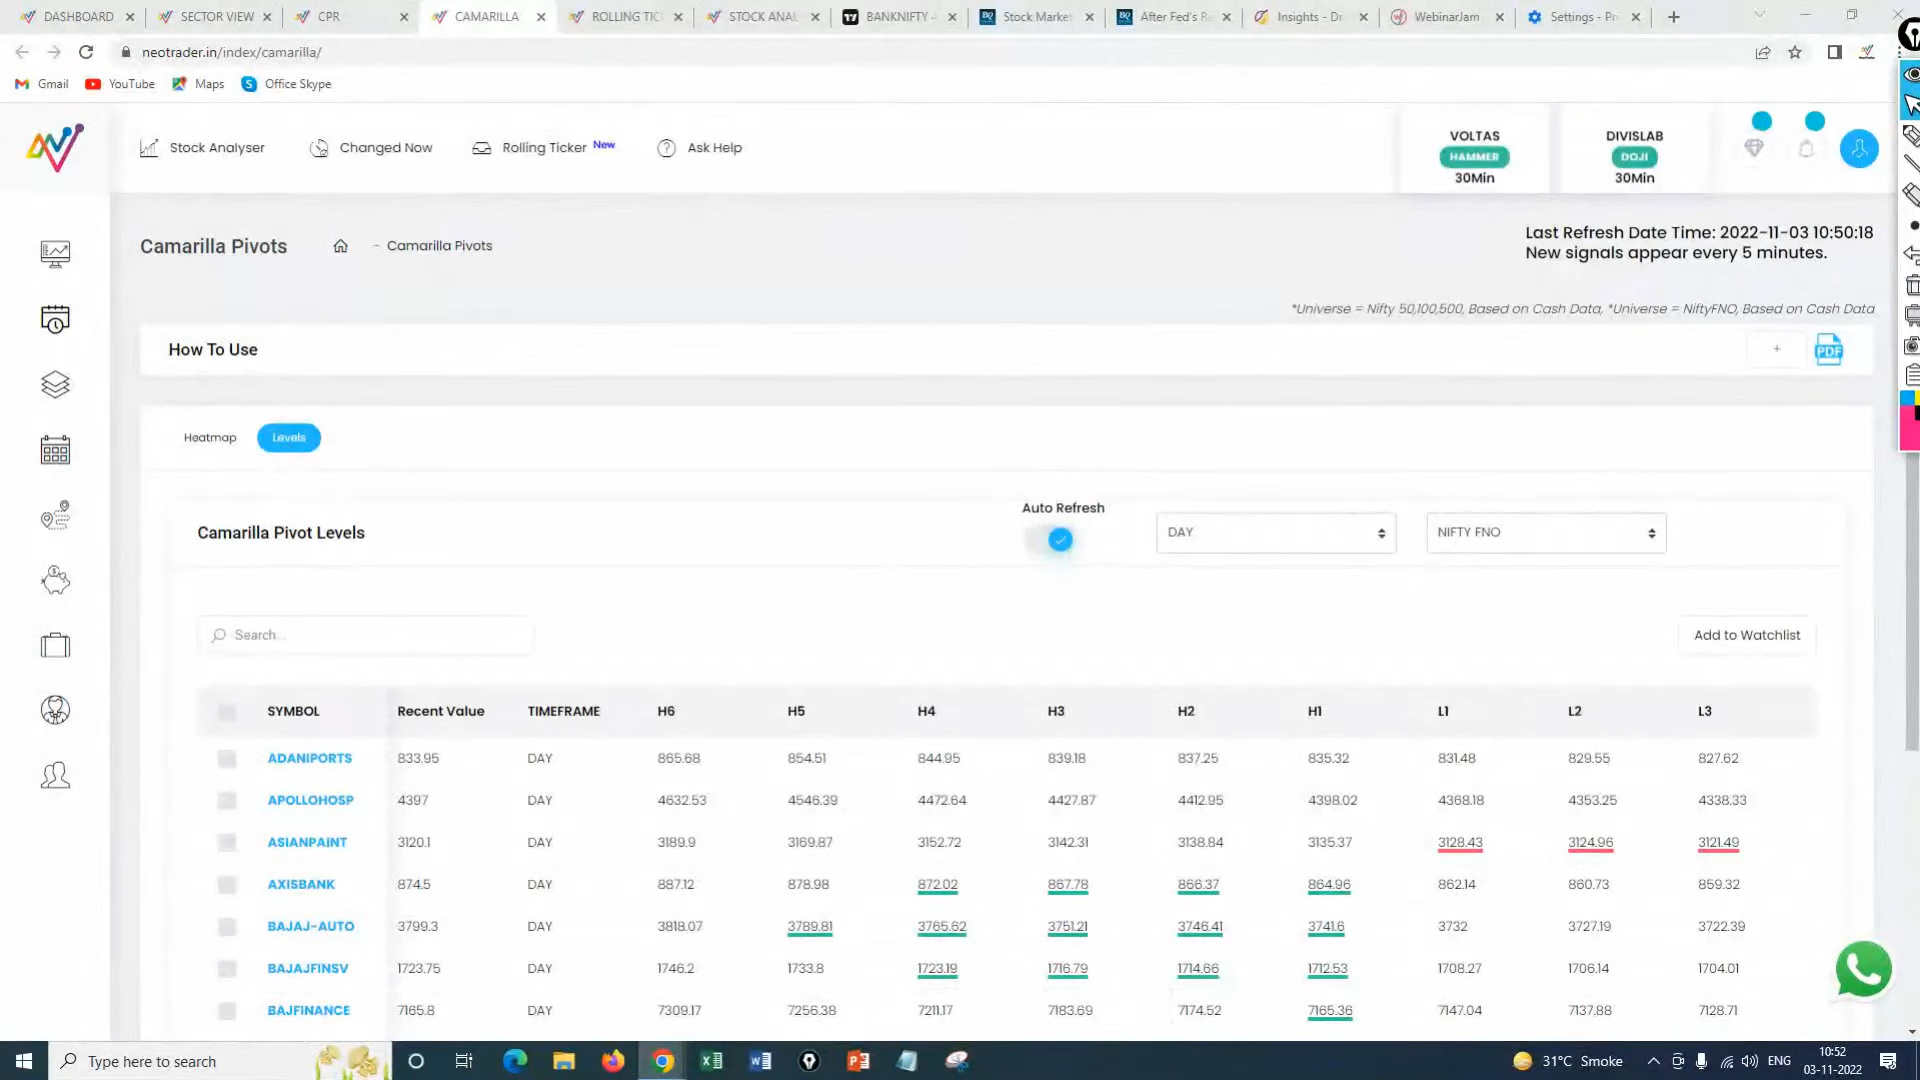 DASHBOARD
SECTOR VIEW
CPR
CAMARILLA
ROLLING TIC
STOCK ANAL
BANKNIFTY
Stock Marke
After Fed's R
Insights - Dr
WebinarJam
Settings - Pr
neotrader.in/index/camarilla/
Gmail YouTube Maps Office Skype
Stock Analyser Changed Now Rolling Ticker New Ask Help
VOLTAS
HAMMER
30Min
DIVISLAB
DOJI
30Min
Camarilla Pivots - Camarilla Pivots
Last Refresh Date Time: 2022-11-03 10:50:18
New signals appear every 5 minutes.
*Universe = Nifty 50,100,500, Based on Cash Data, *Universe = NiftyFNO, Based on Cash Data
How To Use + PDF
Heatmap Levels
Camarilla Pivot Levels
Auto Refresh
DAY
NIFTY FNO
Search...
Add to Watchlist
SYMBOL Recent Value TIMEFRAME H6 H5 H4 H3 H2 H1 L1 L2 L3
ADANIPORTS 833.95 DAY 865.68 854.51 844.95 839.18 837.25 835.32 831.48 829.55 827.62
APOLLOHOSP 4397 DAY 4632.53 4546.39 4472.64 4427.87 4412.95 4398.02 4368.18 4353.25 4338.33
ASIANPAINT 3120.1 DAY 3189.9 3169.87 3152.72 3142.31 3138.84 3135.37 3128.43 3124.96 3121.49
AXISBANK 874.5 DAY 887.12 878.98 872.02 867.78 866.37 864.96 862.14 860.73 859.32
BAJAJ-AUTO 3799.3 DAY 3818.07 3789.81 3765.62 3751.21 3746.41 3741.6 3732 3727.19 3722.39
BAJAJFINSV 1723.75 DAY 1746.2 1733.8 1723.19 1716.79 1714.66 1712.53 1708.27 1706.14 1704.01
BAJFINANCE 7165.8 DAY 7309.17 7256.38 7211.17 7183.69 7174.52 7165.36 7147.04 7137.88 7128.71
Type here to search
31°C Smoke
ENG
10:52
03-11-2022